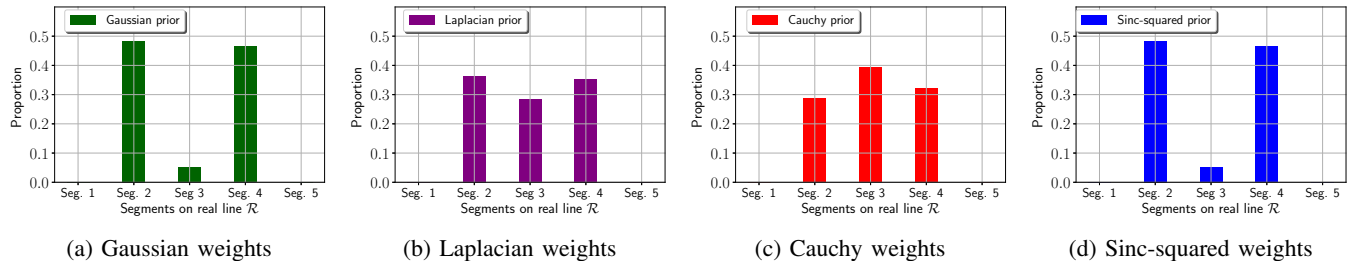 Gaussian prior
0.5
0.4
0.3
0.2
0.1
0.0
Proportion
Seg. 1 Seg. 2 Seg 3 Seg. 4 Seg. 5
Segments on real line ℛ
(a) Gaussian weights
Laplacian prior
0.5
0.4
0.3
0.2
0.1
0.0
Proportion
Seg. 1 Seg. 2 Seg 3 Seg. 4 Seg. 5
Segments on real line ℛ
(b) Laplacian weights
Cauchy prior
0.5
0.4
0.3
0.2
0.1
0.0
Proportion
Seg. 1 Seg. 2 Seg 3 Seg. 4 Seg. 5
Segments on real line ℛ
(c) Cauchy weights
Sinc-squared prior
0.5
0.4
0.3
0.2
0.1
0.0
Proportion
Seg. 1 Seg. 2 Seg 3 Seg. 4 Seg. 5
Segments on real line ℛ
(d) Sinc-squared weights